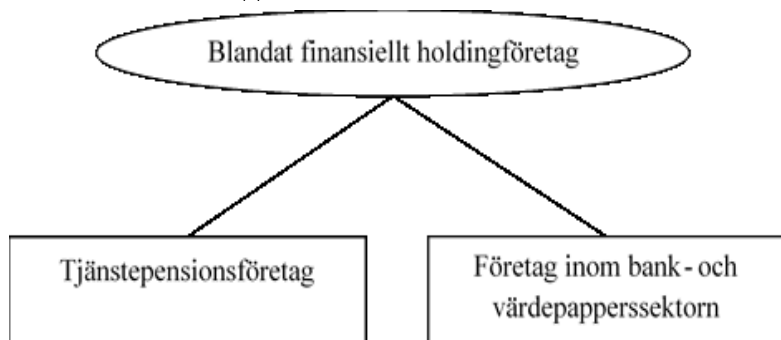 Blandat finansiellt holdingföretag
Tjänstepensionsföretag
Företag inom bank- och
värdepapperssektorn